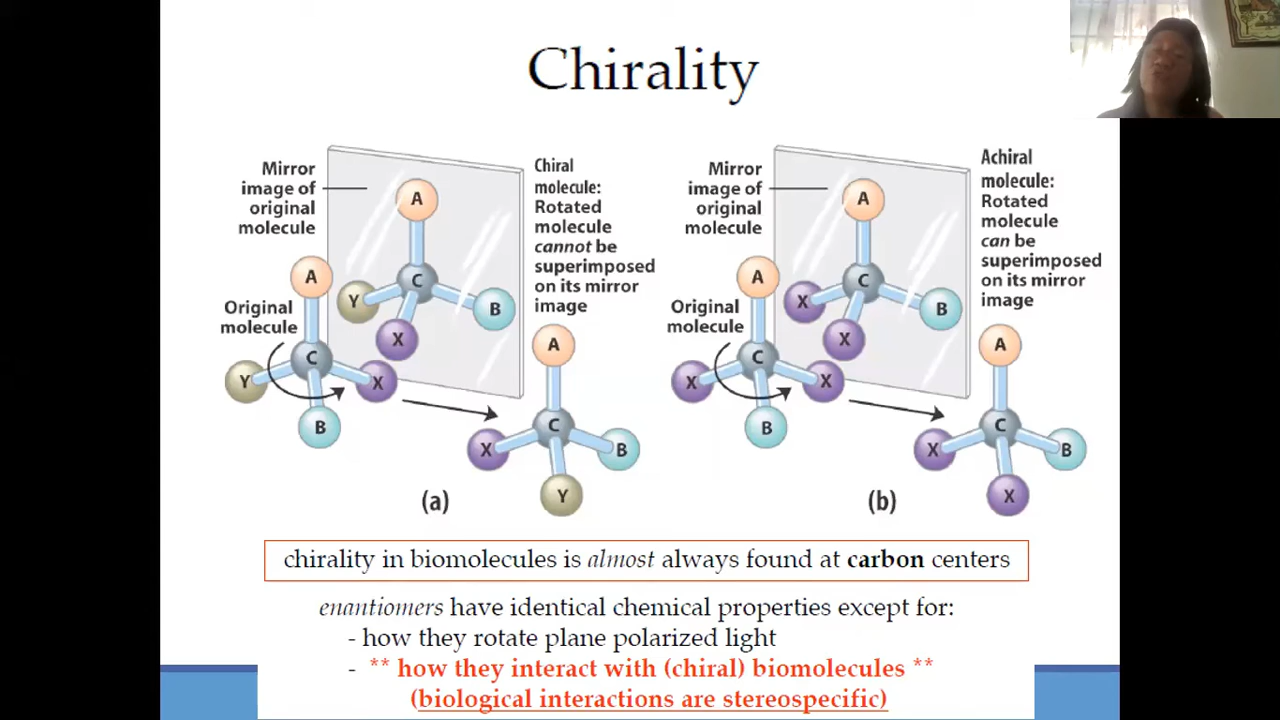 Chirality
Mirror
image of
original
molecule
A
C
Y
B
X
Chiral
molecule:
Rotated
molecule
cannot be
superimposed
on its mirror
image
Original
molecule
A
C
Y
X
B
A
C
X
B
Y
(a)
Mirror
image of
original
molecule
A
C
X
B
X
Achiral
molecule:
Rotated
molecule
can be
superimposed
on its mirror
image
Original
molecule
A
C
X
X
B
A
C
X
B
X
(b)
chirality in biomolecules is almost always found at carbon centers
enantiomers have identical chemical properties except for:
- how they rotate plane polarized light
- ** how they interact with (chiral) biomolecules **
(biological interactions are stereospecific)